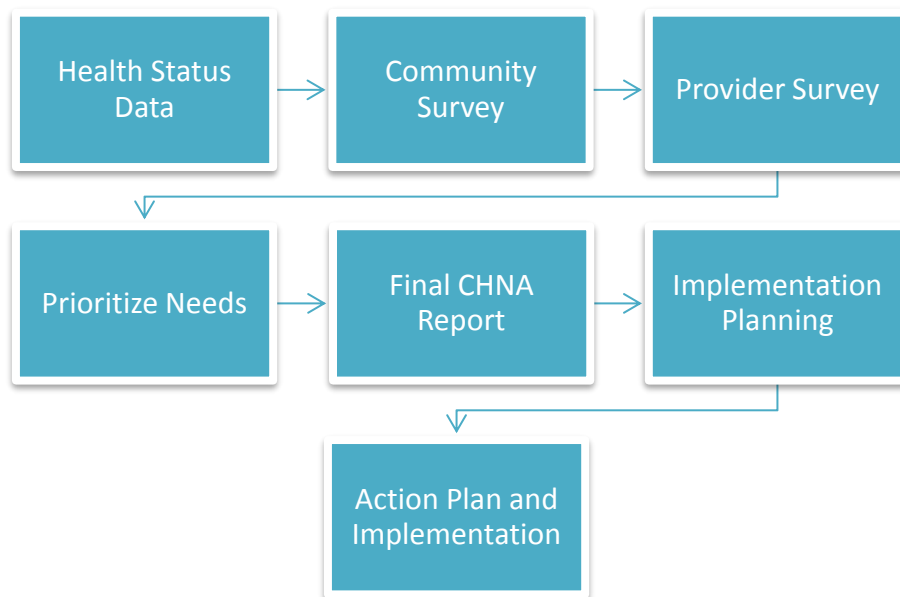 Health Status
Data
Community
Survey
Provider Survey
Prioritize Needs
Final CHNA
Report
Implementation
Planning
Action Plan and
Implementation